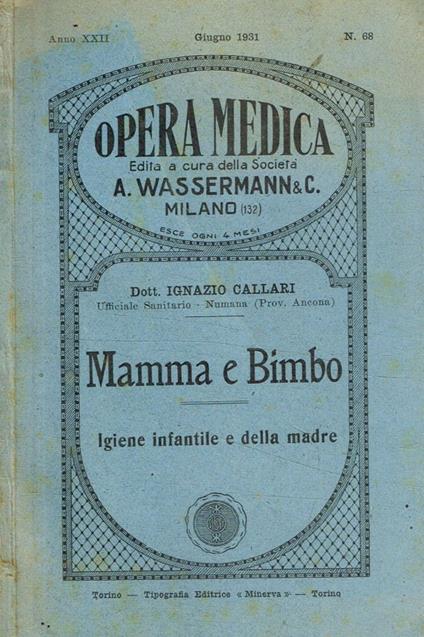 Anno XXII Giugno 1931 N. 68
OPERA MEDICA
Edita a cura della Società
A. WASSERMANN & C.
MILANO (132)
ESCE OGNI 4 MESI
Dott. IGNAZIO CALLARI
Ufficiale Sanitario - Numana (Prov. Ancona)
Mamma e Bimbo
Igiene infantile e della madre
Torino — Tipografia Editrice « Minerva » — Torino